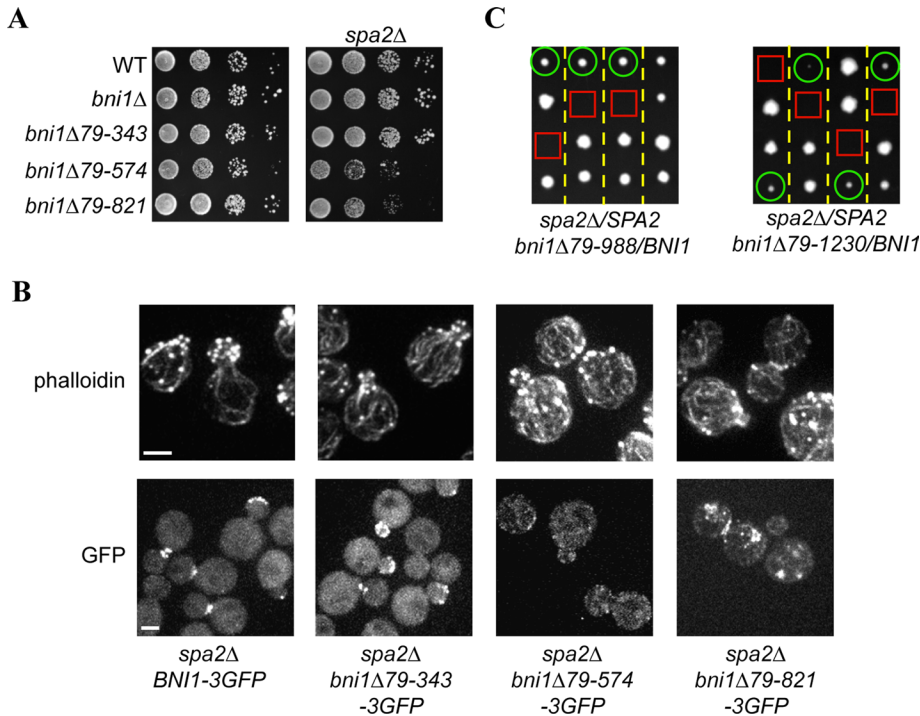 A
spa2Δ
WT
bni1Δ
bni1Δ79-343
bni1Δ79-574
bni1Δ79-821
C
spa2Δ/SPA2
bni1Δ79-988/BNI1
spa2Δ/SPA2
bni1Δ79-1230/BNI1
B
phalloidin
GFP
spa2Δ
BNI1-3GFP
spa2Δ
bni1Δ79-343
-3GFP
spa2Δ
bni1Δ79-574
-3GFP
spa2Δ
bni1Δ79-821
-3GFP